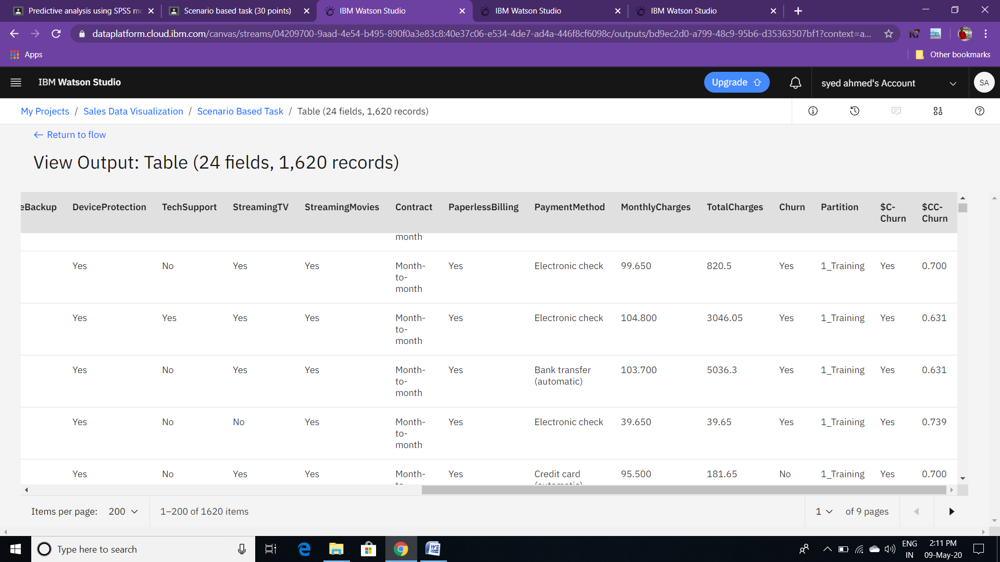 Predictive analysis using SPSS mo
Scenario based task (30 points)
IBM Watson Studio
IBM Watson Studio
IBM Watson Studio
dataplatform.cloud.ibm.com/canvas/streams/04209700-9aad-4e54-b495-890f0a3e83c8:40e37c06-e534-4de7-ad4a-446f8cf6098c/outputs/bd9ec2d0-a799-48c9-95b6-d35363507bf1?context=a...
Apps
Other bookmarks
IBM Watson Studio
Upgrade
syed ahmed's Account
SA
My Projects / Sales Data Visualization / Scenario Based Task / Table (24 fields, 1,620 records)
← Return to flow
View Output: Table (24 fields, 1,620 records)
eBackup DeviceProtection TechSupport StreamingTV StreamingMovies Contract PaperlessBilling PaymentMethod MonthlyCharges TotalCharges Churn Partition $C- $CC-
Churn Churn
month
Yes No Yes Yes Month- Yes Electronic check 99.650 820.5 Yes 1_Training Yes 0.700
to-
month
Yes Yes Yes Yes Month- Yes Electronic check 104.800 3046.05 Yes 1_Training Yes 0.631
to-
month
Yes No Yes Yes Month- Yes Bank transfer 103.700 5036.3 Yes 1_Training Yes 0.631
to- (automatic)
month
Yes No No Yes Month- Yes Electronic check 39.650 39.65 Yes 1_Training Yes 0.739
to-
month
Yes No Yes Yes Month- Yes Credit card 95.500 181.65 No 1_Training Yes 0.700
Items per page: 200 1–200 of 1620 items 1 of 9 pages
Type here to search
ENG
IN
2:11 PM
09-May-20